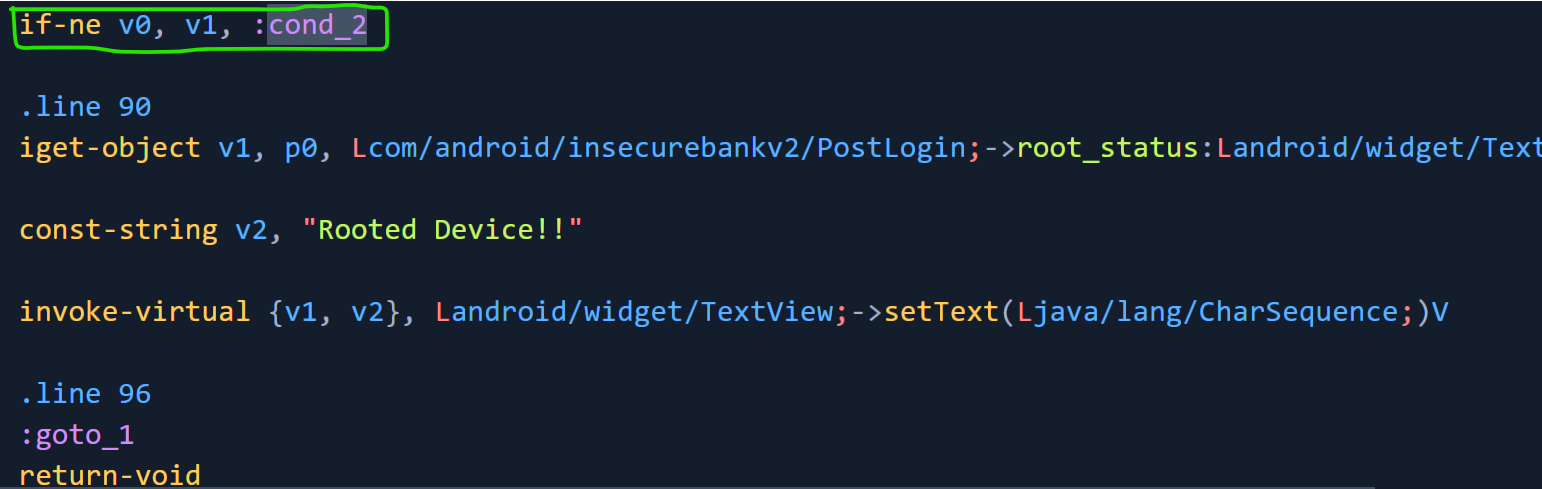 if-ne v0, v1, :cond_2
.line 90
iget-object v1, p0, Lcom/android/insecurebankv2/PostLogin;->root_status:Landroid/widget/Text
const-string v2, "Rooted Device!!"
invoke-virtual {v1, v2}, Landroid/widget/TextView;->setText(Ljava/lang/CharSequence;)V
.line 96
:goto_1
return-void